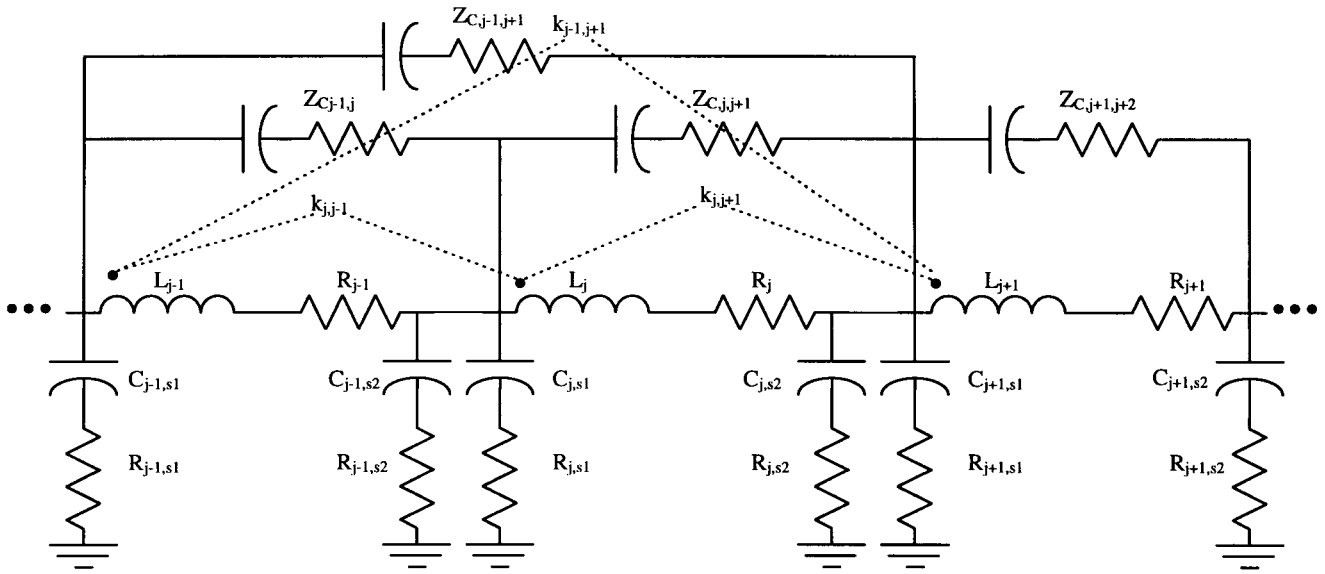 Z_{C,j-1,j+1} k_{j-1,j+1}
Z_{Cj-1,j} Z_{C,j,j+1} Z_{C,j+1,j+2}
k_{j,j-1} k_{j,j+1}
L_{j-1} R_{j-1} L_j R_j L_{j+1} R_{j+1}
C_{j-1,s1} C_{j-1,s2} C_{j,s1} C_{j,s2} C_{j+1,s1} C_{j+1,s2}
R_{j-1,s1} R_{j-1,s2} R_{j,s1} R_{j,s2} R_{j+1,s1} R_{j+1,s2}